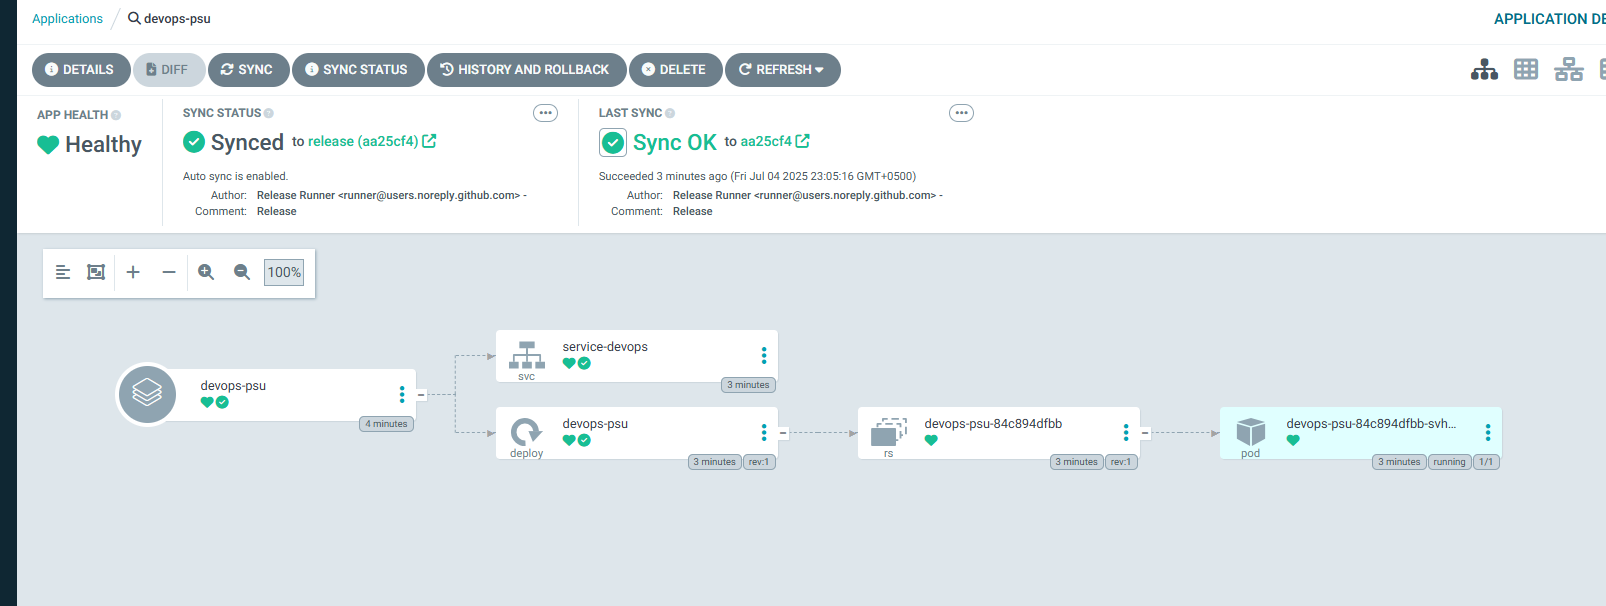 Applications
devops-psu
APPLICATION DE
DETAILS
DIFF
SYNC
SYNC STATUS
HISTORY AND ROLLBACK
DELETE
REFRESH
APP HEALTH
Healthy
SYNC STATUS
Synced to release (aa25cf4)
Auto sync is enabled.
Author: Release Runner <runner@users.noreply.github.com> -
Comment: Release
LAST SYNC
Sync OK to aa25cf4
Succeeded 3 minutes ago (Fri Jul 04 2025 23:05:16 GMT+0500)
Author: Release Runner <runner@users.noreply.github.com> -
Comment: Release
100%
devops-psu
4 minutes
service-devops
svc
3 minutes
devops-psu
deploy
3 minutes
rev:1
devops-psu-84c894dfbb
rs
3 minutes
rev:1
devops-psu-84c894dfbb-svh...
pod
3 minutes
running
1/1